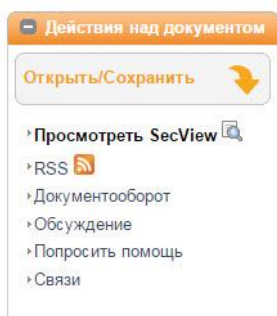 Действия над документом
Открыть/Сохранить
Просмотреть SecView
RSS
Документооборот
Обсуждение
Попросить помощь
Связи